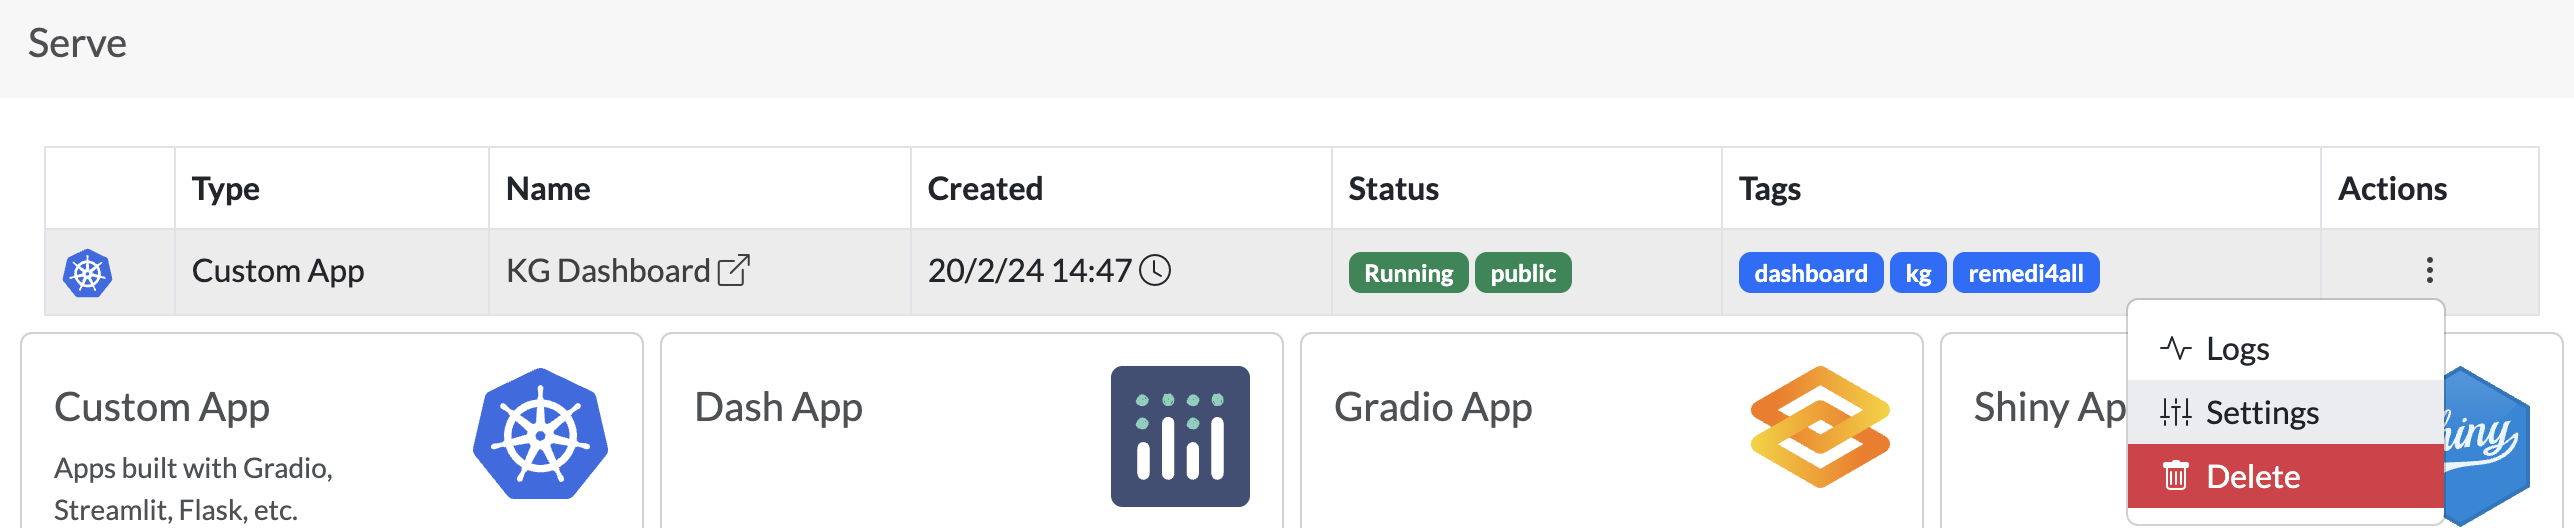 Serve
Type Name Created Status Tags Actions
Custom App KG Dashboard 20/2/24 14:47 Running public dashboard kg remedi4all
Logs
Settings
Delete
Custom App
Apps built with Gradio,
Streamlit, Flask, etc.
Dash App
Gradio App
Shiny Ap
hiny